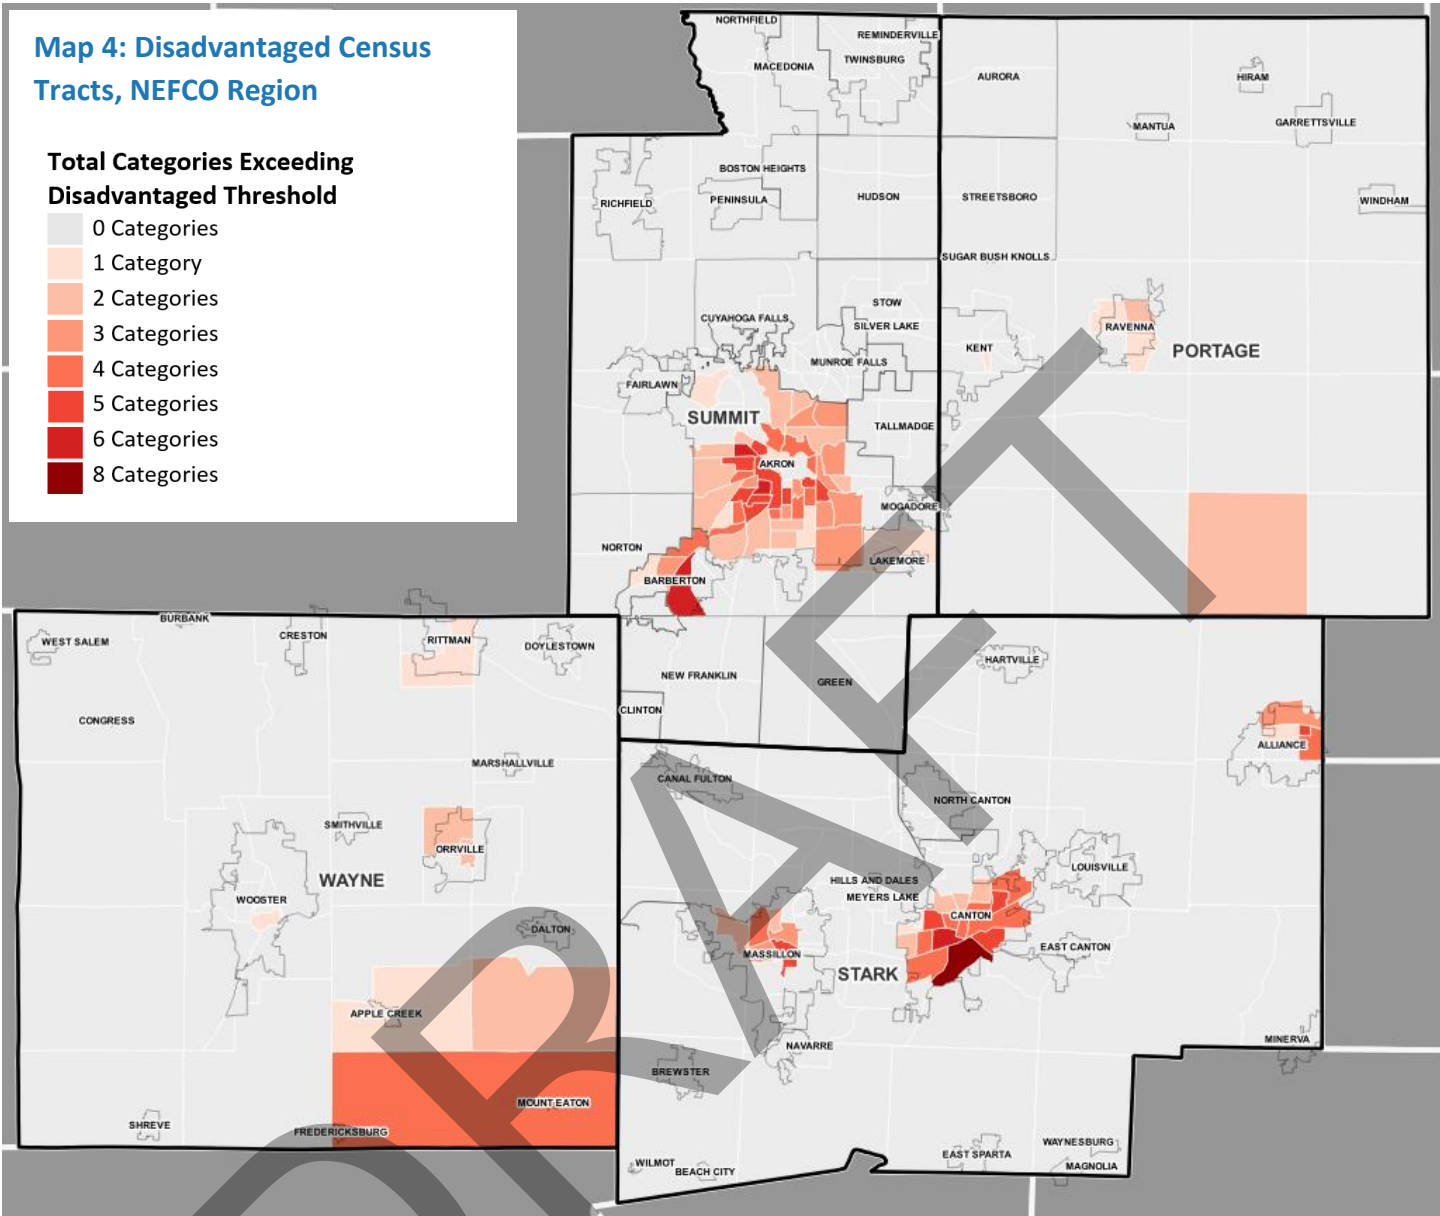 Map 4: Disadvantaged Census
Tracts, NEFCO Region
Total Categories Exceeding
Disadvantaged Threshold
0 Categories
1 Category
2 Categories
3 Categories
4 Categories
5 Categories
6 Categories
8 Categories
NORTHFIELD
REMINDERVILLE
MACEDONIA
TWINSBURG
AURORA
HIRAM
MANTUA
GARRETTSVILLE
BOSTON HEIGHTS
RICHFIELD
PENINSULA
HUDSON
STREETSBORO
WINDHAM
SUGAR BUSH KNOLLS
STOW
CUYAHOGA FALLS
SILVER LAKE
RAVENNA
KENT
PORTAGE
MUNROE FALLS
FAIRLAWN
SUMMIT
TALLMADGE
AKRON
MOGADORE
NORTON
LAKEMORE
BARBERTON
BURBANK
WEST SALEM
CRESTON
RITTMAN
DOYLESTOWN
HARTVILLE
NEW FRANKLIN
GREEN
CLINTON
CONGRESS
ALLIANCE
MARSHALLVILLE
CANAL FULTON
NORTH CANTON
SMITHVILLE
ORRVILLE
LOUISVILLE
WAYNE
HILLS AND DALES
MEYERS LAKE
WOOSTER
CANTON
DALTON
EAST CANTON
MASSILLON
STARK
APPLE CREEK
MINERVA
NAVARRE
BREWSTER
MOUNT EATON
SHREVE
FREDERICKSBURG
WAYNESBURG
EAST SPARTA
WILMOT
BEACH CITY
MAGNOLIA
DRAFT